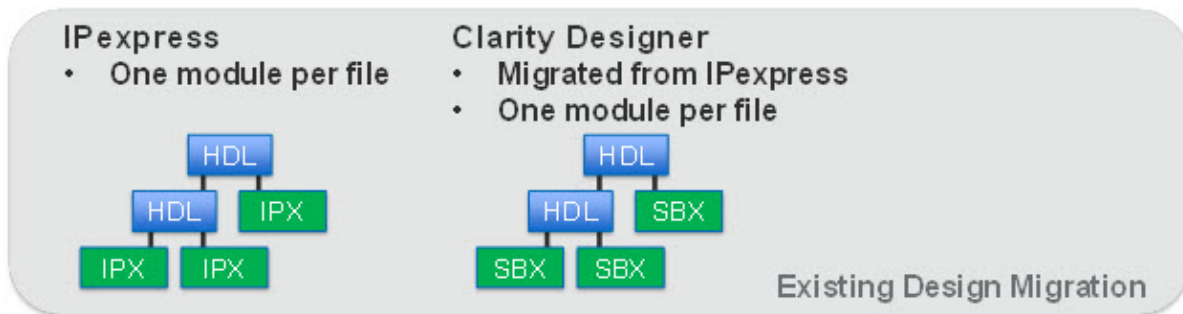 IPexpress
• One module per file
HDL
HDL IPX
IPX IPX
Clarity Designer
• Migrated from IPexpress
• One module per file
HDL
HDL SBX
SBX SBX
Existing Design Migration